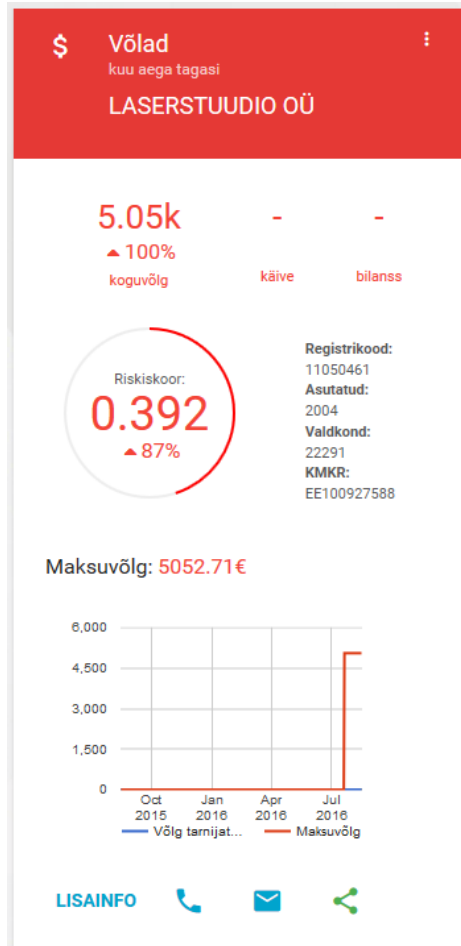 $ Võlad
kuu aega tagasi
LASERSTUUDIO OÜ
5.05k - -
100%
koguvõlg käive bilanss
Riskiskoor:
0.392
87%
Registrikood:
11050461
Asutatud:
2004
Valdkond:
22291
KMKR:
EE100927588
Maksuvõlg: 5052.71€
6,000
4,500
3,000
1,500
0
Oct Jan Apr Jul
2015 2016 2016 2016
Võlg tarnijat... Maksuvõlg
LISAINFO